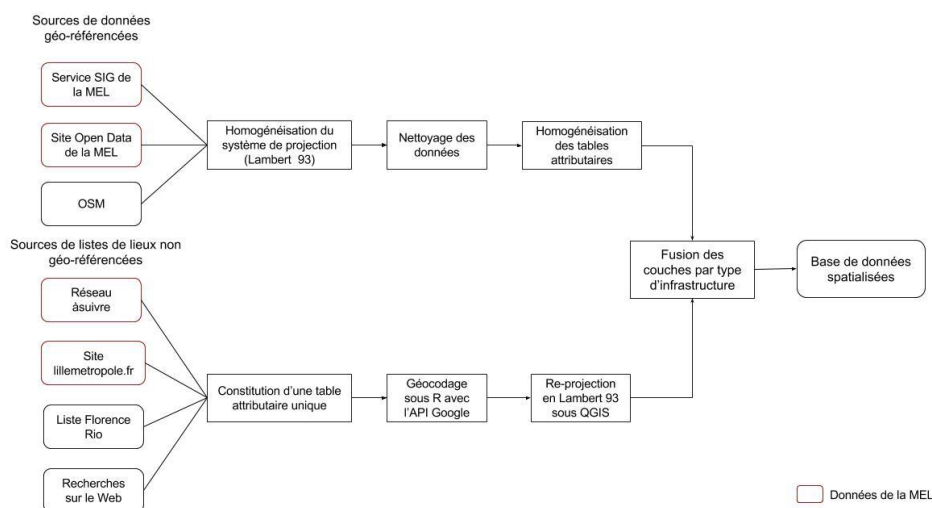 Sources de données
géo-référencées
Service SIG de
la MEL
Site Open Data
de la MEL
OSM
Homogénéisation du
système de projection
(Lambert 93)
Nettoyage des
données
Homogénéisation
des tables
attributaires
Sources de listes de lieux non
géo-référencées
Réseau
àsuivre
Site
lillemetropole.fr
Liste Florence
Rio
Recherches
sur le Web
Constitution d'une table
attributaire unique
Géocodage
sous R avec
l'API Google
Re-projection
en Lambert 93
sous QGIS
Fusion des
couches par type
d'infrastructure
Base de données
spatialisées
Données de la MEL